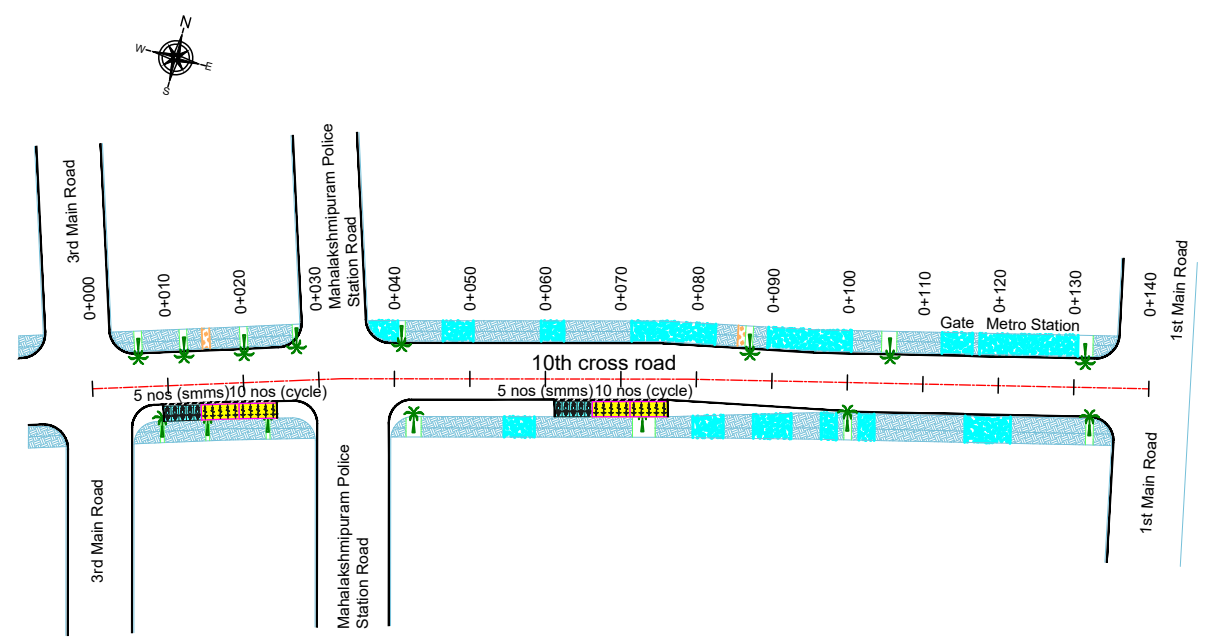 N
W
E
S
3rd Main Road
Mahalakshmipuram Police
Station Road
1st Main Road
0+000
0+010
0+020
0+030
0+040
0+050
0+060
0+070
0+080
0+090
0+100
0+110
0+120
0+130
0+140
Gate
Metro Station
10th cross road
5 nos (smms)
10 nos (cycle)
5 nos (smms)
10 nos (cycle)
3rd Main Road
Mahalakshmipuram Police
Station Road
1st Main Road